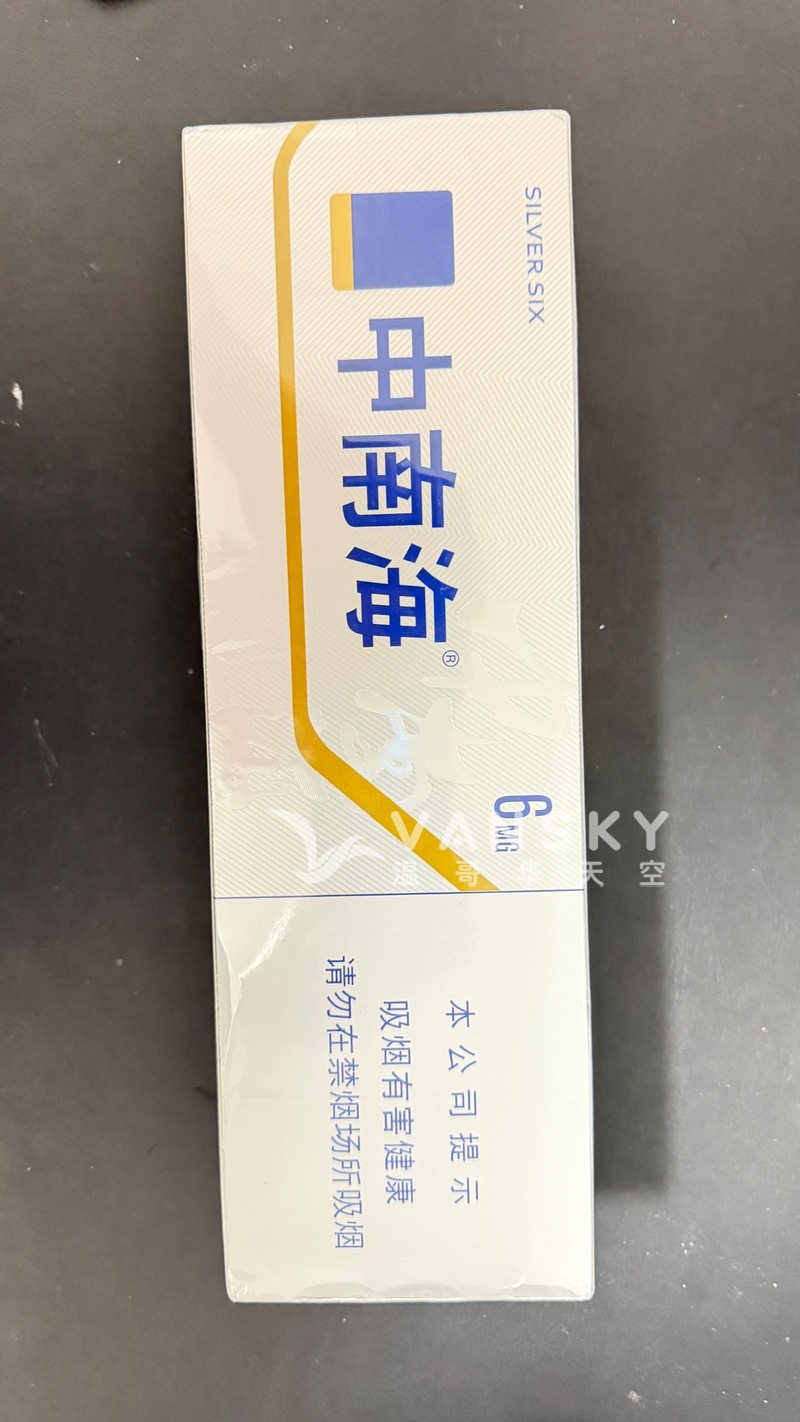 SILVER SIX
中南海®
6MG
VANSKY
温哥华天空
本公司提示
吸烟有害健康
请勿在禁烟场所吸烟